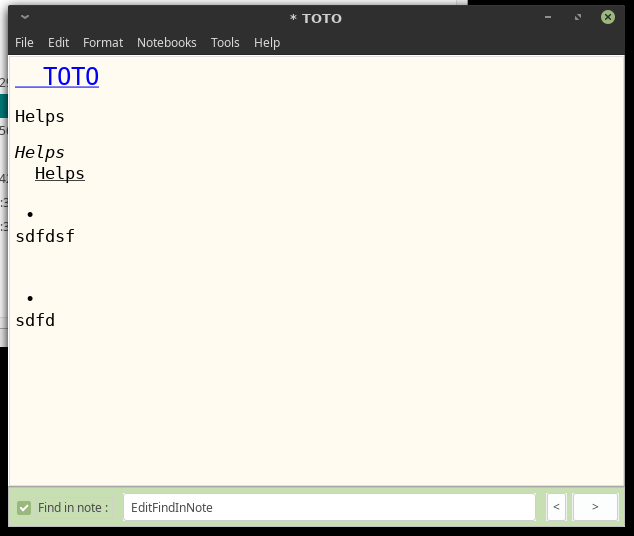 * TOTO
File Edit Format Notebooks Tools Help
TOTO
Helps
Helps
Helps
•
sdfdsf
•
sdfd
Find in note : EditFindInNote < >